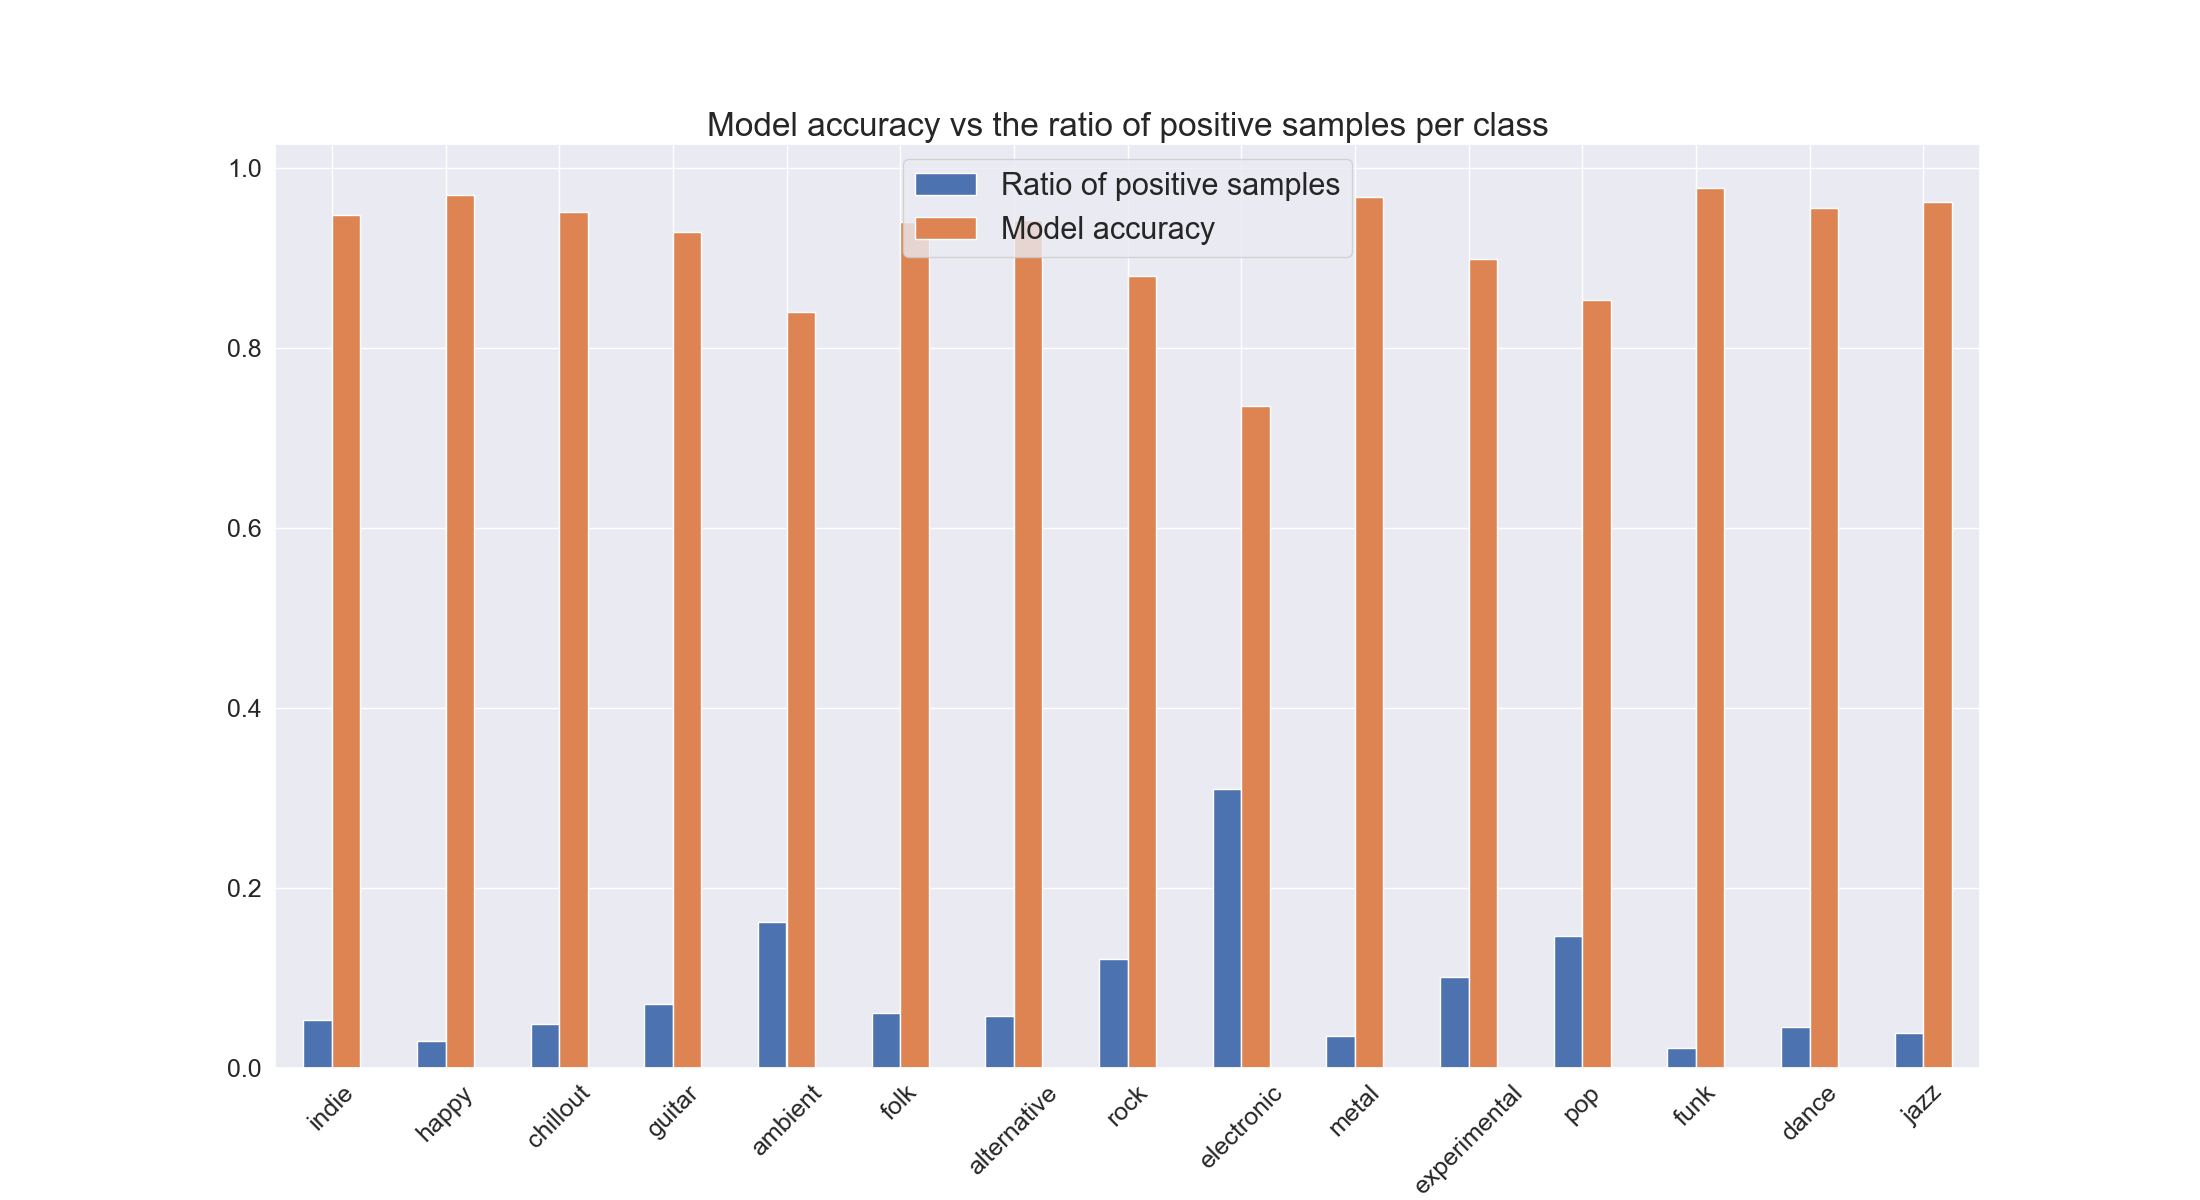 Model accuracy vs the ratio of positive samples per class
Ratio of positive samples
Model accuracy
1.0
0.8
0.6
0.4
0.2
0.0
indie
happy
chillout
guitar
ambient
folk
alternative
rock
electronic
metal
experimental
pop
funk
dance
jazz